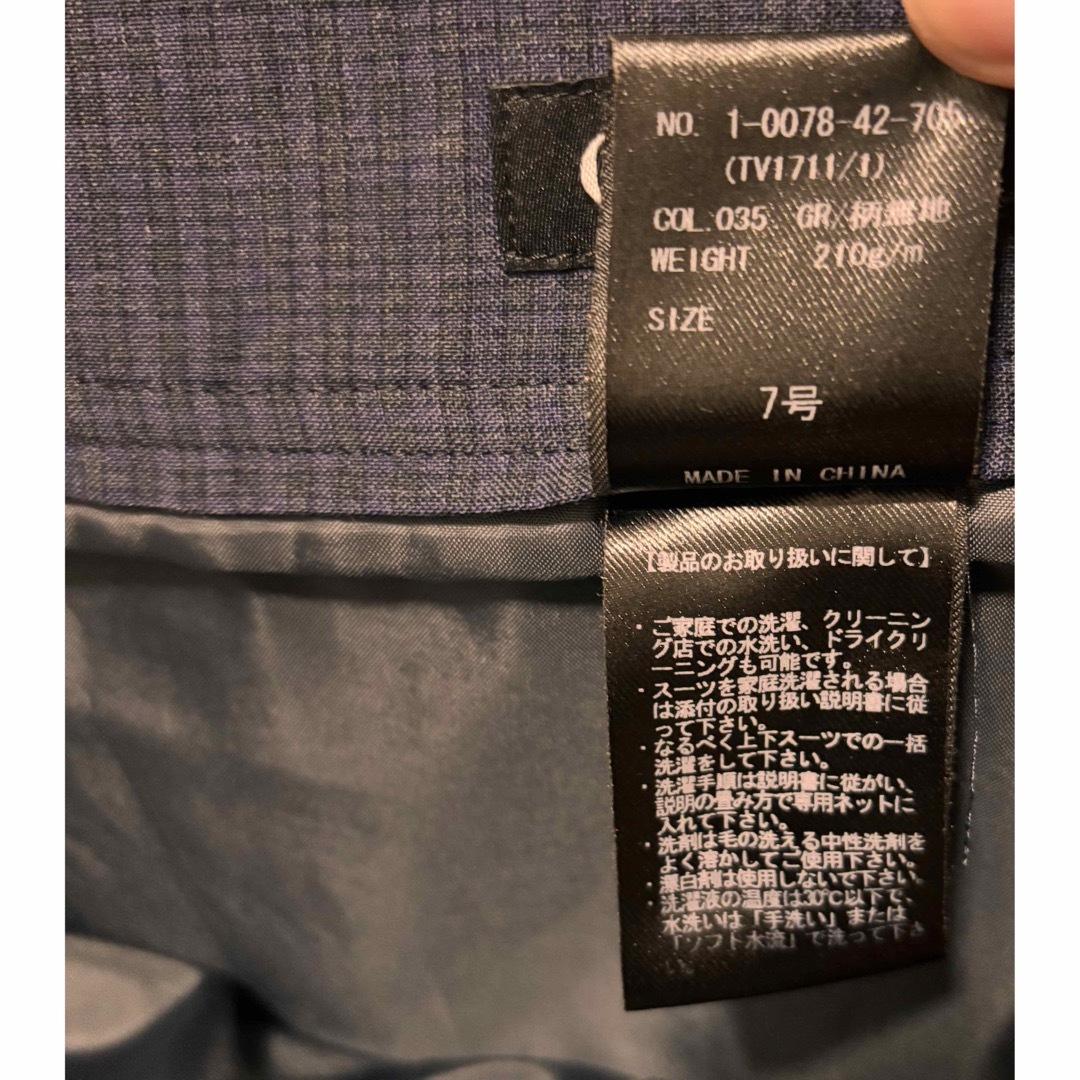 NO. 1-0078-42-705
(TV1711/1)
COL.035 GR/柄無地
WEIGHT 210g/m
SIZE
7号
MADE IN CHINA
【製品のお取り扱いに関して】
・ご家庭での洗濯、クリーニン
グ店での水洗い、ドライクリ
ーニングも可能です。
・スーツを家庭洗濯される場合
は添付の取り扱い説明書に従
って下さい。
・なるべく上下スーツでの一括
洗濯をして下さい。
・洗濯手順は説明書に従がい、
説明の畳み方で専用ネットに
入れて下さい。
・洗剤は毛の洗える中性洗剤を
よく溶かしてご使用下さい。
・漂白剤は使用しないで下さい。
・洗濯液の温度は30℃以下で、
水洗いは「手洗い」または
「ソフト水流」で洗って下さ
い。